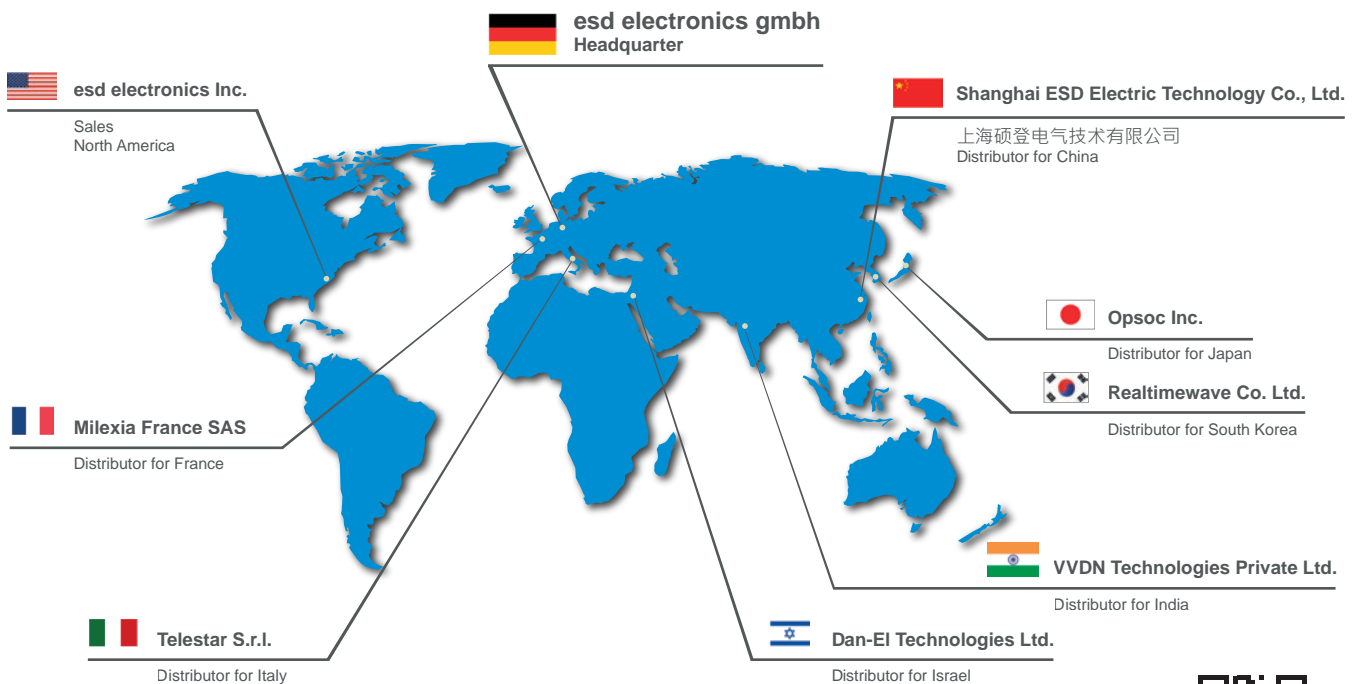 esd electronics gmbh
Headquarter
esd electronics Inc.
Sales
North America
Shanghai ESD Electric Technology Co., Ltd.
上海硕登电气技术有限公司
Distributor for China
Opsoc Inc.
Distributor for Japan
Realtimewave Co. Ltd.
Distributor for South Korea
Milexia France SAS
Distributor for France
VVDN Technologies Private Ltd.
Distributor for India
Telestar S.r.l.
Distributor for Italy
Dan-El Technologies Ltd.
Distributor for Israel